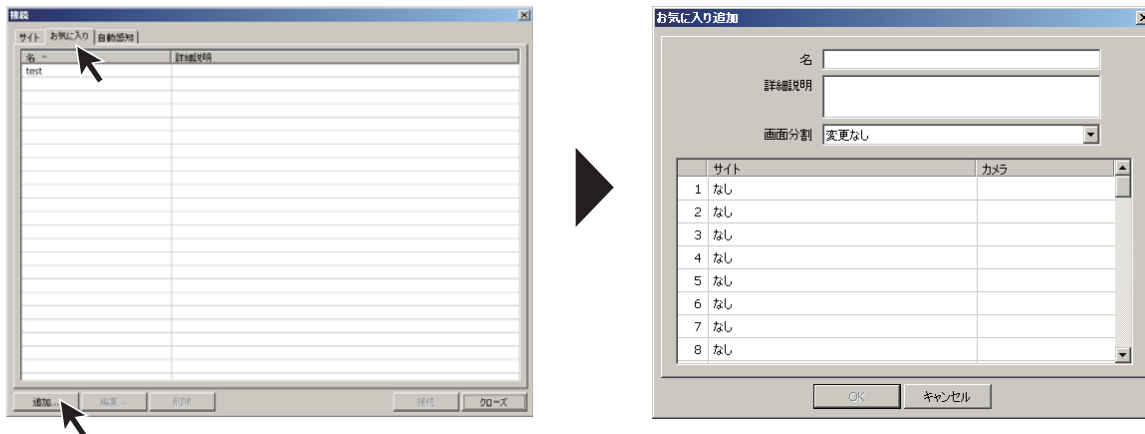 接続
サイト お気に入り 自動感知
名 詳細説明
test
追加... 編集... 削除 接続 クローズ
お気に入り追加
名
詳細説明
画面分割 変更なし
サイト カメラ
1 なし
2 なし
3 なし
4 なし
5 なし
6 なし
7 なし
8 なし
OK キャンセル